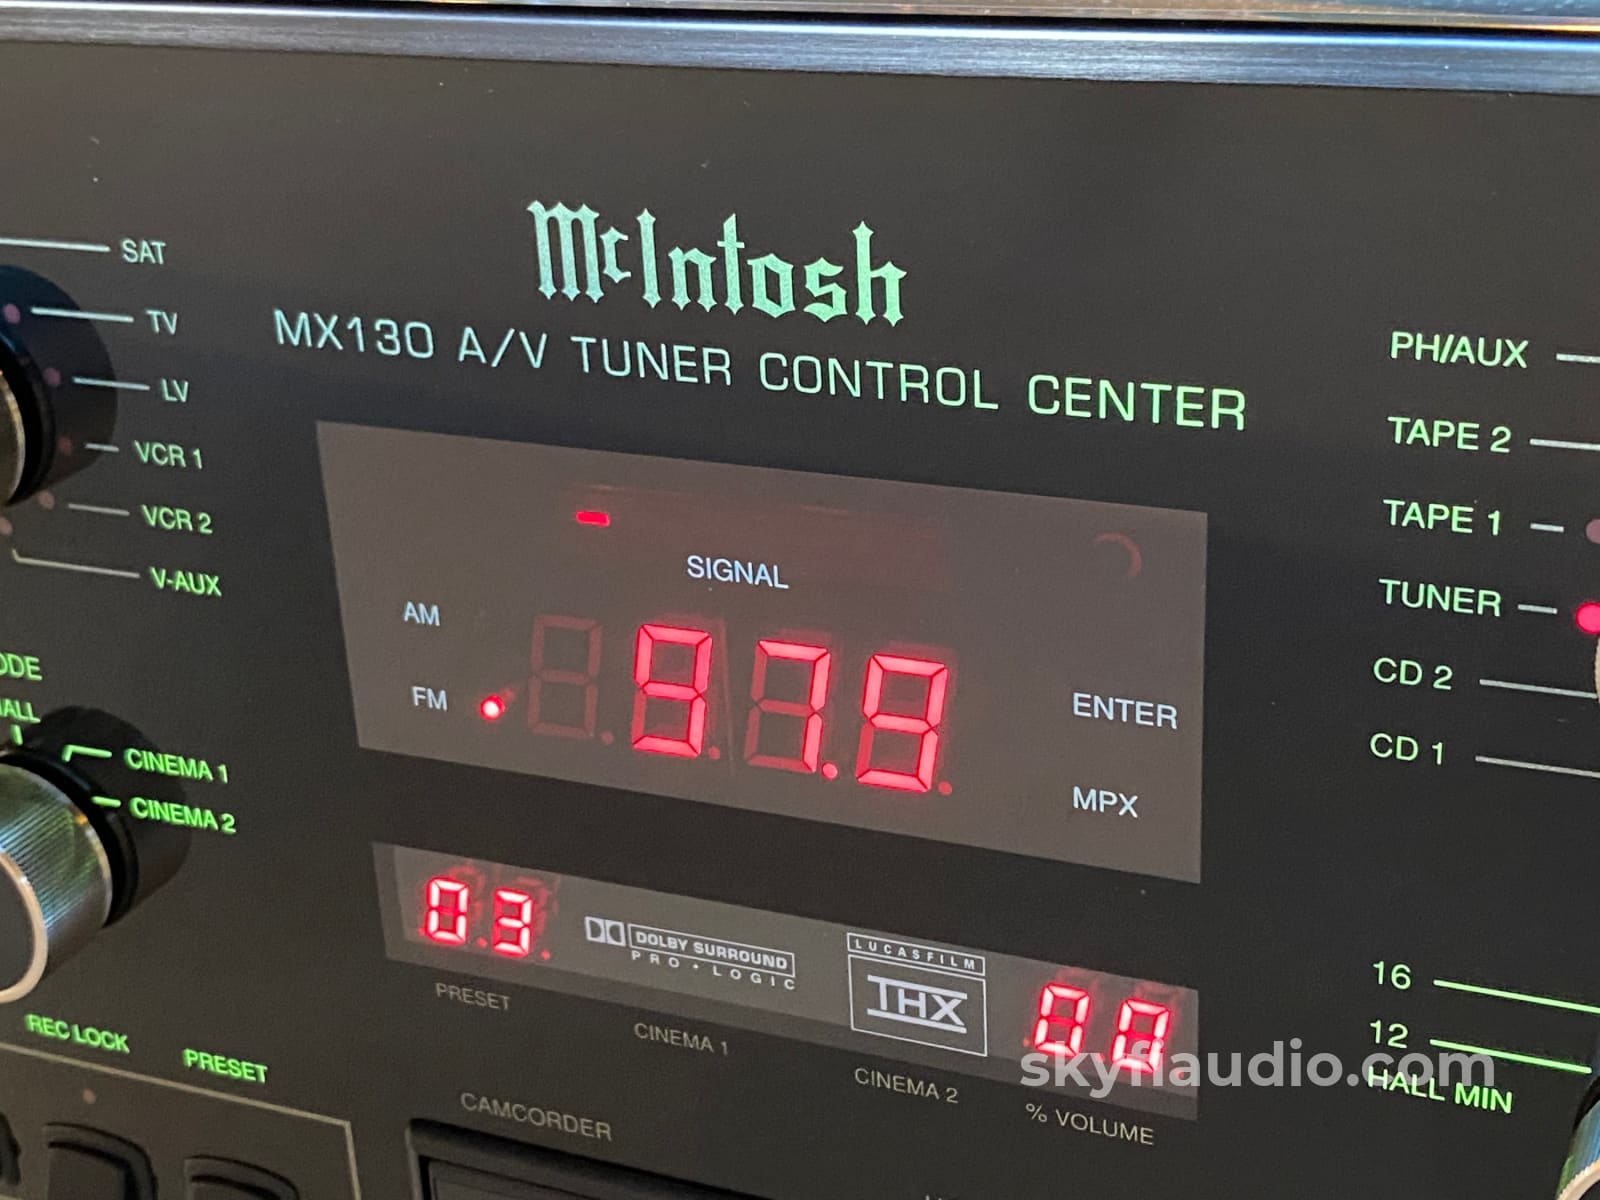 McIntosh
MX130 A/V TUNER CONTROL CENTER
SAT
TV
LV
VCR 1
VCR 2
V-AUX
CINEMA 1
CINEMA 2
REC LOCK
PRESET
SIGNAL
AM
FM
97.9
ENTER
MPX
03
DOLBY SURROUND
PRO • LOGIC
LUCASFILM
THX
00
PRESET
CINEMA 1
CINEMA 2
% VOLUME
CAMCORDER
PH/AUX
TAPE 2
TAPE 1
TUNER
CD 2
CD 1
16
12
HALL MIN
skyfiaudio.com